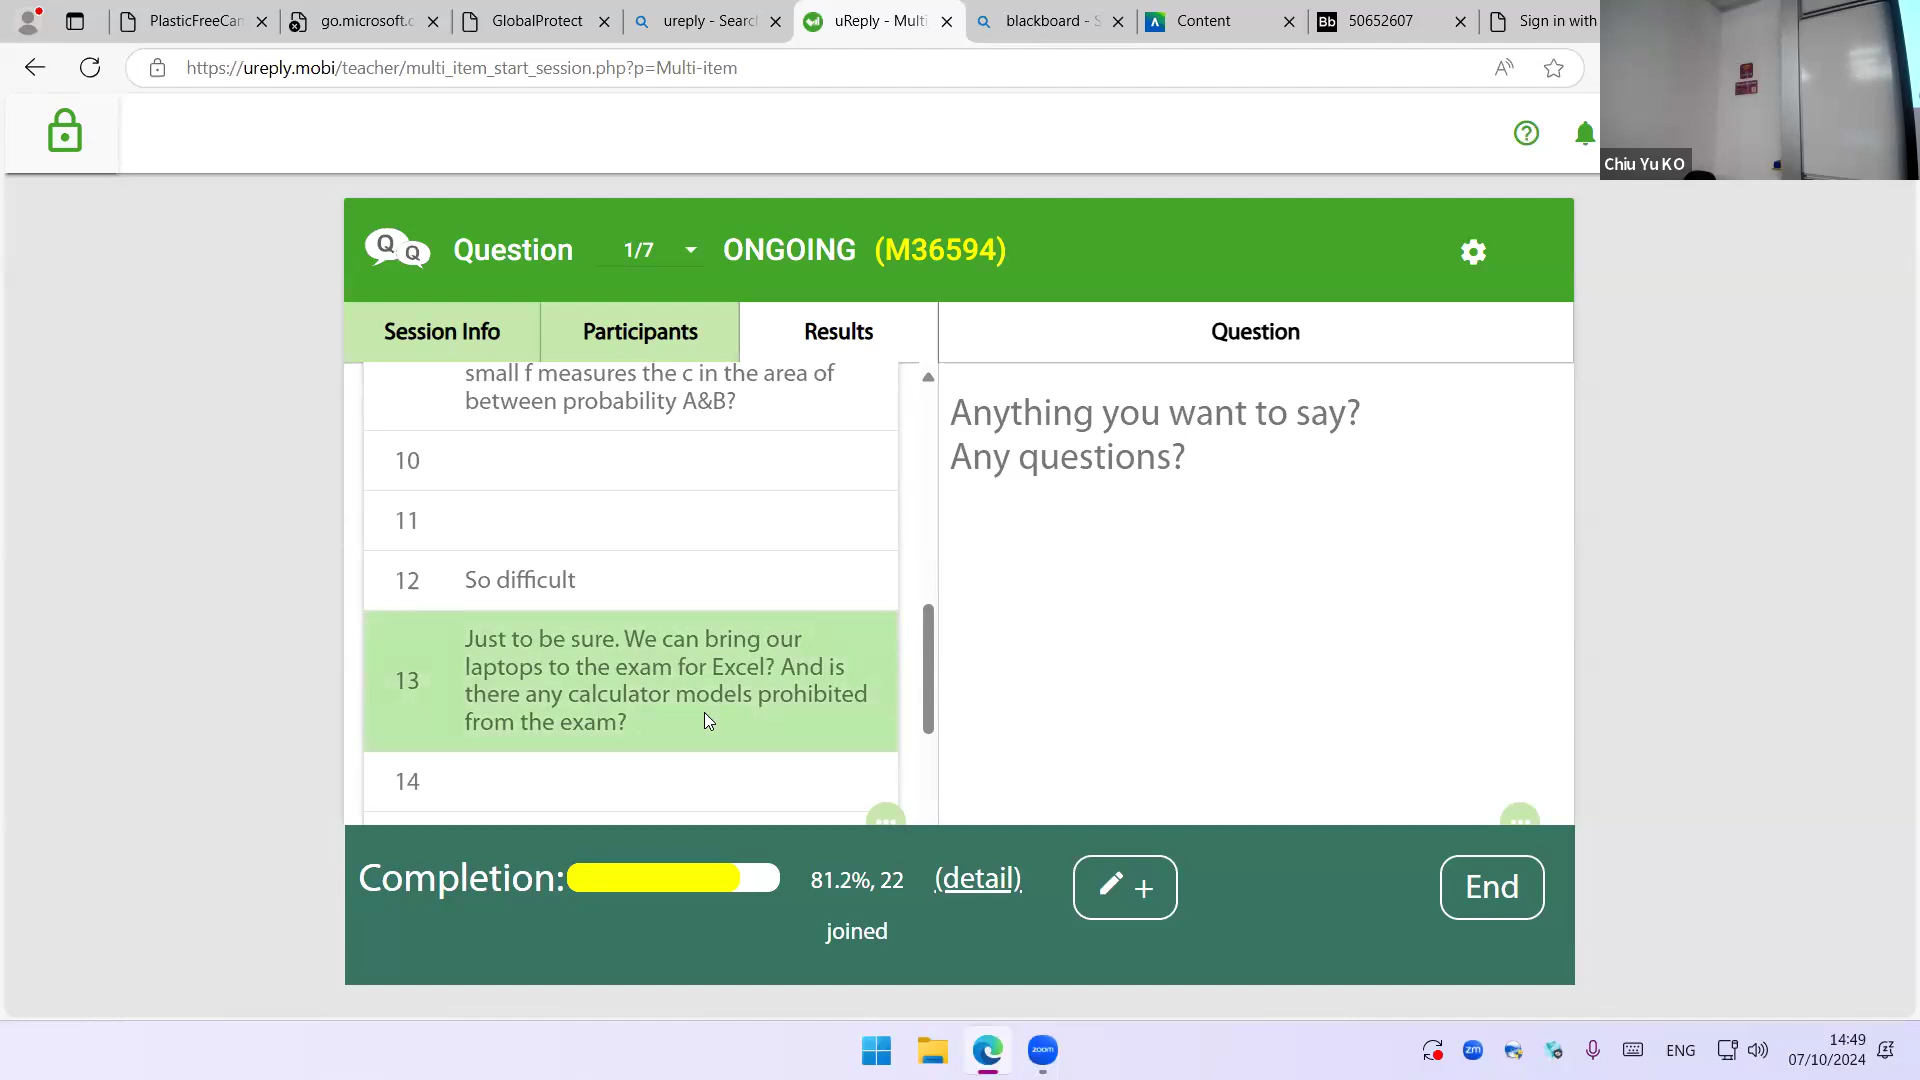 PlasticFreeCan
go.microsoft.c
GlobalProtect
ureply - Searc
uReply - Multi
blackboard - S
Content
Bb 50652607
Sign in with
https://ureply.mobi/teacher/multi_item_start_session.php?p=Multi-item
Chiu Yu KO
Question 1/7 ONGOING (M36594)
Session Info Participants Results Question
small f measures the c in the area of
between probability A&B?
10
11
12 So difficult
13 Just to be sure. We can bring our
laptops to the exam for Excel? And is
there any calculator models prohibited
from the exam?
14
Anything you want to say?
Any questions?
Completion: 81.2%, 22 (detail)
joined
+
End
zoom
zm
ENG
14:49
07/10/2024